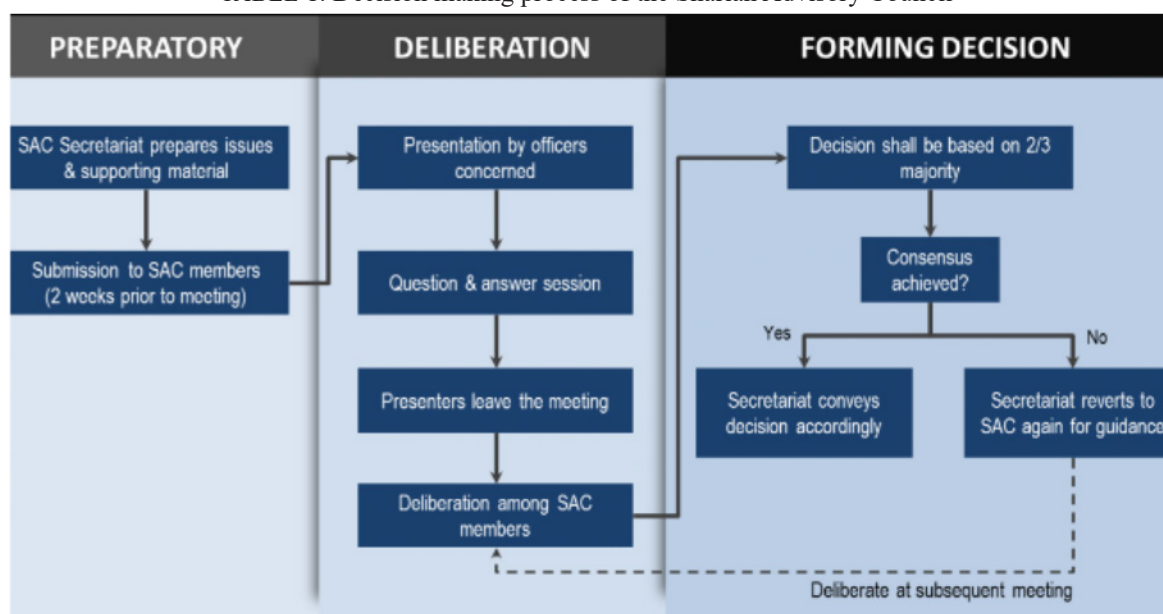 PREPARATORY
DELIBERATION
FORMING DECISION
SAC Secretariat prepares issues
& supporting material
Submission to SAC members
(2 weeks prior to meeting)
Presentation by officers
concerned
Question & answer session
Presenters leave the meeting
Deliberation among SAC
members
Decision shall be based on 2/3
majority
Consensus
achieved?
Yes
No
Secretariat conveys
decision accordingly
Secretariat reverts to
SAC again for guidance
Deliberate at subsequent meeting